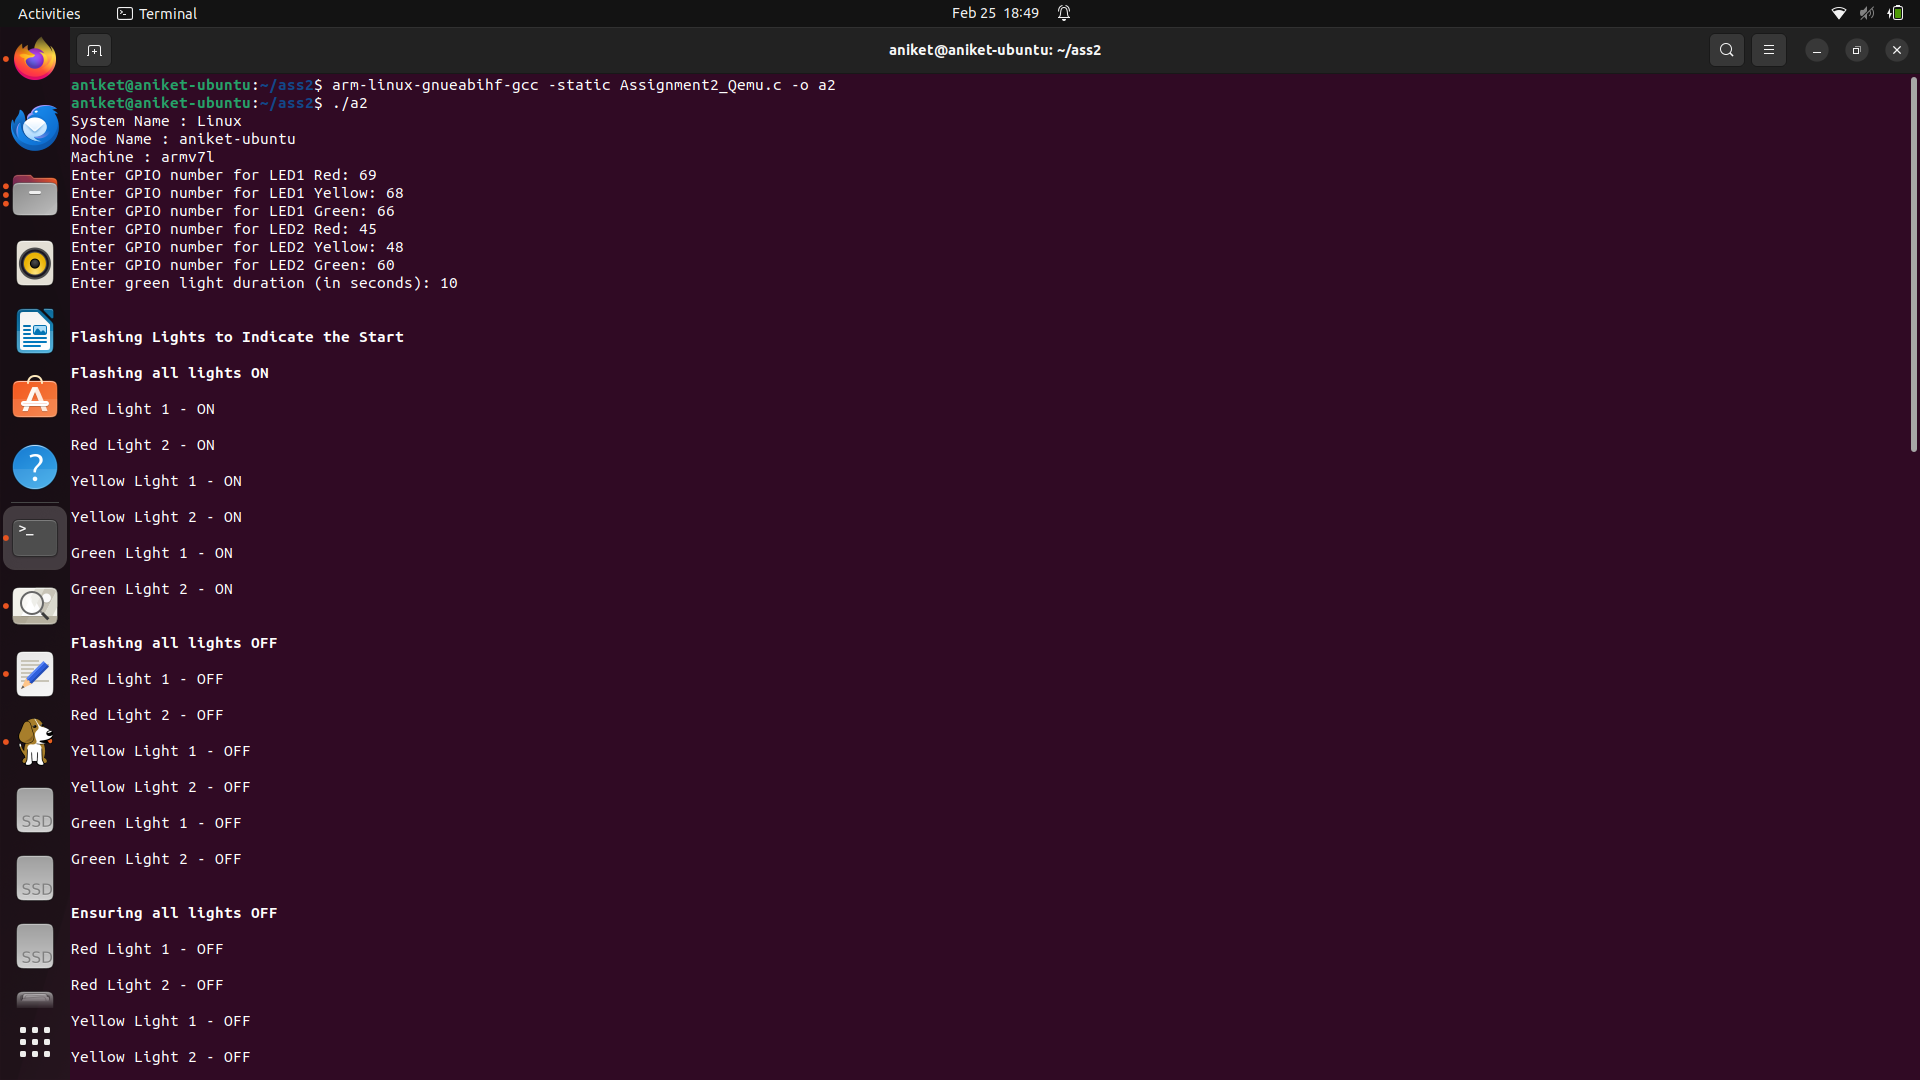 Activities
Terminal
Feb 25 18:49
aniket@aniket-ubuntu: ~/ass2
aniket@aniket-ubuntu:~/ass2$ arm-linux-gnueabihf-gcc -static Assignment2_Qemu.c -o a2
aniket@aniket-ubuntu:~/ass2$ ./a2
System Name : Linux
Node Name : aniket-ubuntu
Machine : armv7l
Enter GPIO number for LED1 Red: 69
Enter GPIO number for LED1 Yellow: 68
Enter GPIO number for LED1 Green: 66
Enter GPIO number for LED2 Red: 45
Enter GPIO number for LED2 Yellow: 48
Enter GPIO number for LED2 Green: 60
Enter green light duration (in seconds): 10
Flashing Lights to Indicate the Start
Flashing all lights ON
Red Light 1 - ON
Red Light 2 - ON
Yellow Light 1 - ON
Yellow Light 2 - ON
Green Light 1 - ON
Green Light 2 - ON
Flashing all lights OFF
Red Light 1 - OFF
Red Light 2 - OFF
Yellow Light 1 - OFF
Yellow Light 2 - OFF
Green Light 1 - OFF
Green Light 2 - OFF
Ensuring all lights OFF
Red Light 1 - OFF
Red Light 2 - OFF
Yellow Light 1 - OFF
Yellow Light 2 - OFF
SSD
SSD
SSD